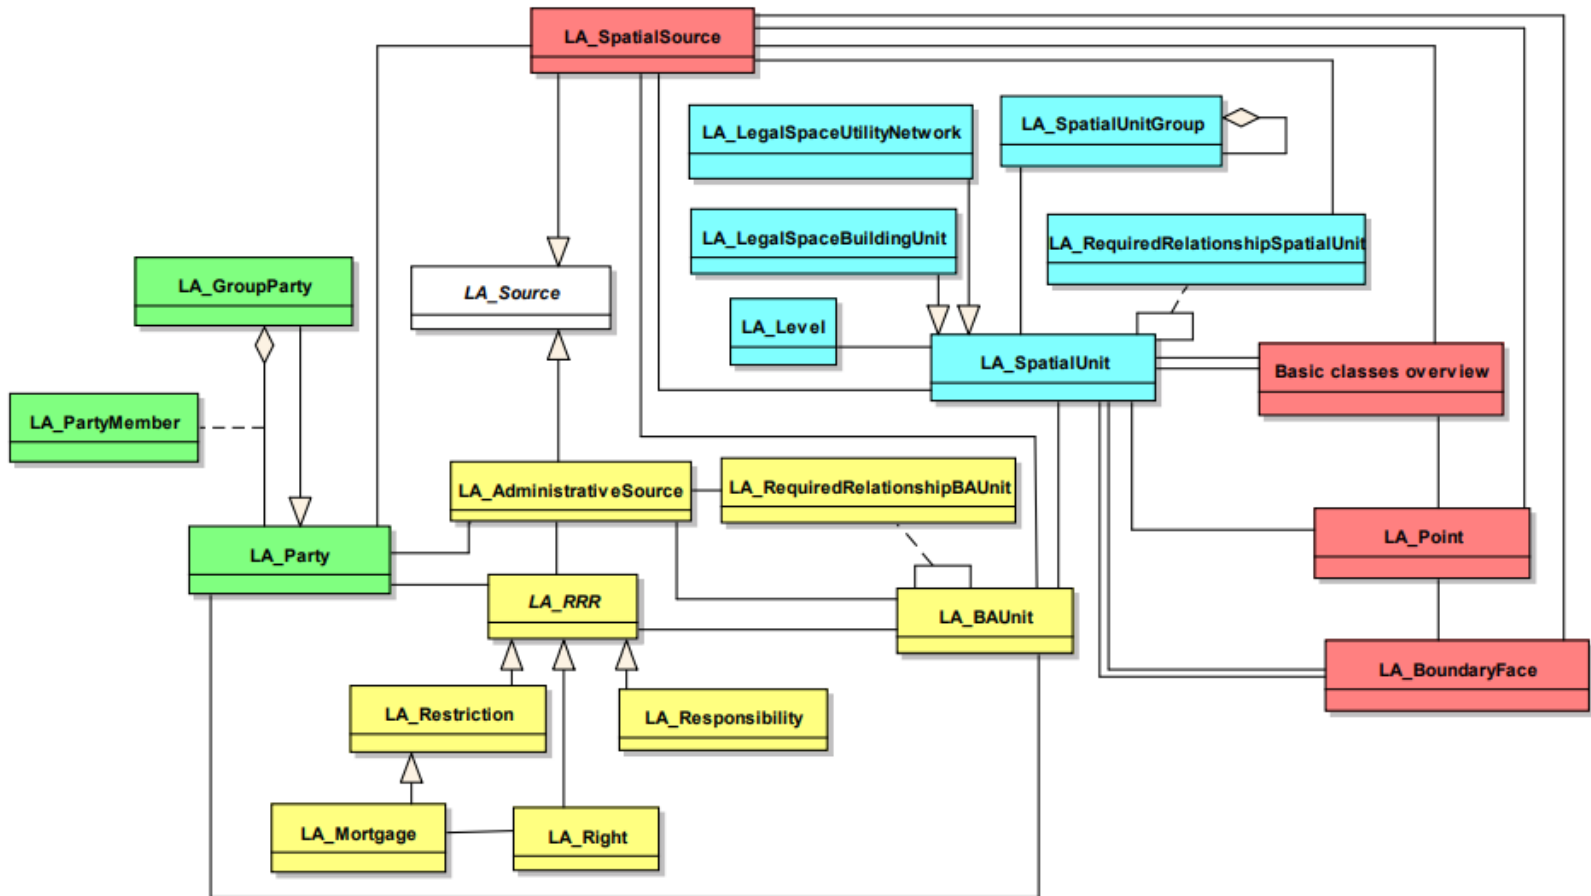 LA_SpatialSource
LA_LegalSpaceUtilityNetwork
LA_SpatialUnitGroup
LA_LegalSpaceBuildingUnit
LA_RequiredRelationshipSpatialUnit
LA_GroupParty
LA_Source
LA_Level
LA_SpatialUnit
Basic classes overview
LA_PartyMember
LA_AdministrativeSource
LA_RequiredRelationshipBAUnit
LA_Point
LA_Party
LA_RRR
LA_BAUnit
LA_BoundaryFace
LA_Restriction
LA_Responsibility
LA_Mortgage
LA_Right